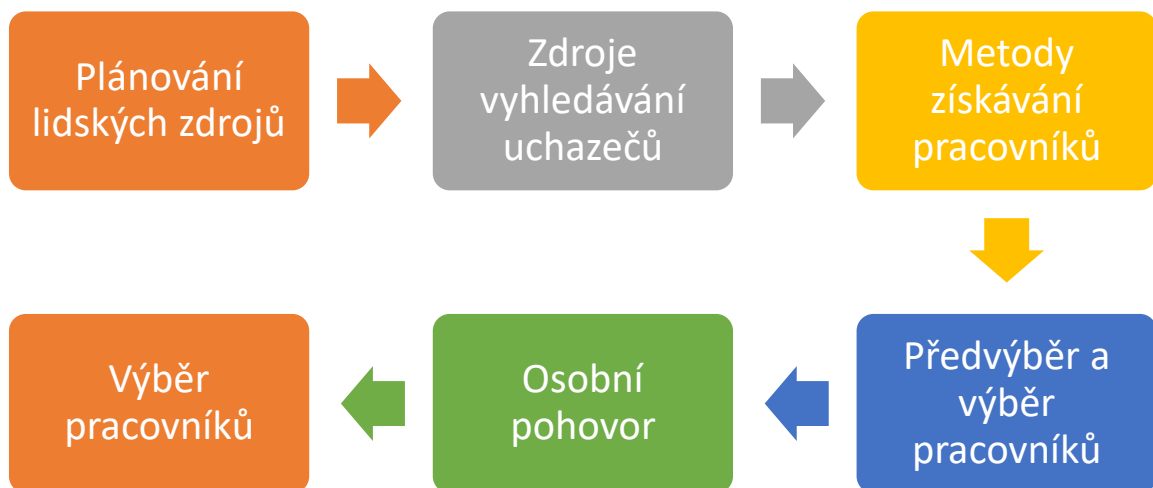 Plánování
lidských zdrojů
Zdroje
vyhledávání
uchazečů
Metody
získávání
pracovníků
Předvýběr a
výběr
pracovníků
Osobní
pohovor
Výběr
pracovníků